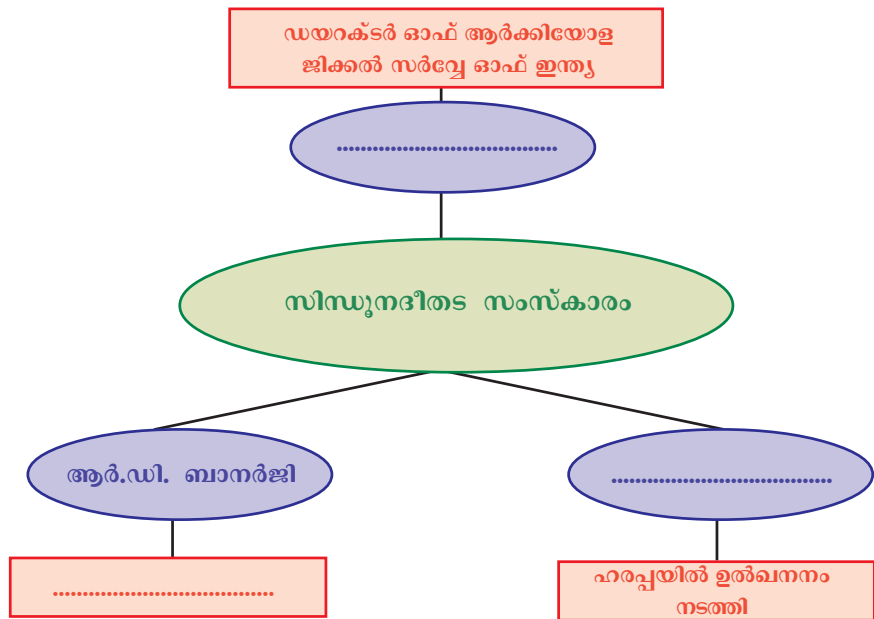 ഡയറക്ടർ ഓഫ് ആർക്കിയോള
ജിക്കൽ സർവ്വേ ഓഫ് ഇന്ത്യ
.....................................
സിന്ധൂനദീതട സംസ്കാരം
ആർ.ഡി. ബാനർജി
.....................................
.....................................
ഹരപ്പയിൽ ഉൽഖനനം
നടത്തി